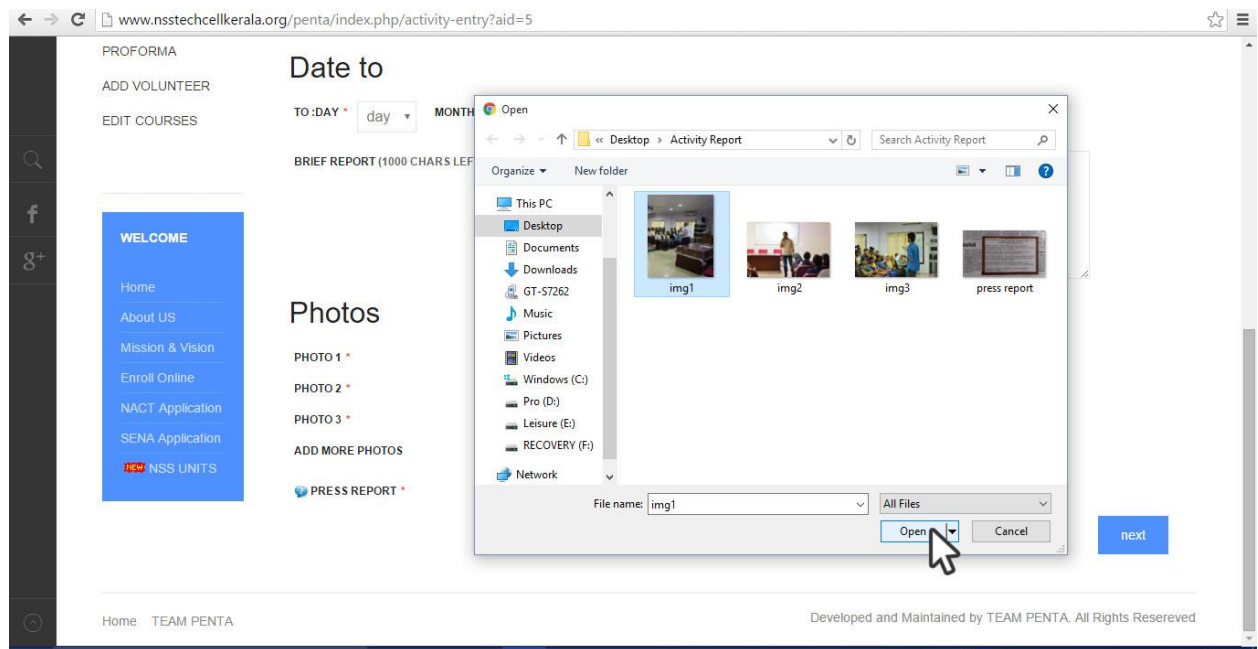 www.nsstechcellkerala.org/penta/index.php/activity-entry?aid=5
PROFORMA
ADD VOLUNTEER
EDIT COURSES
f
g+
WELCOME
Home
About US
Mission & Vision
Enroll Online
NACT Application
SENA Application
NEW NSS UNITS
Date to
TO :DAY * day MONTH
BRIEF REPORT (1000 CHARS LEF
Photos
PHOTO 1 *
PHOTO 2 *
PHOTO 3 *
ADD MORE PHOTOS
? PRESS REPORT *
Open
« Desktop › Activity Report
Search Activity Report
Organize
New folder
?
This PC
Desktop
Documents
Downloads
GT-S7262
Music
Pictures
Videos
Windows (C:)
Pro (D:)
Leisure (E:)
RECOVERY (F:)
Network
img1 img2 img3 press report
File name: img1
All Files
Open
Cancel
next
Home TEAM PENTA
Developed and Maintained by TEAM PENTA. All Rights Resereved